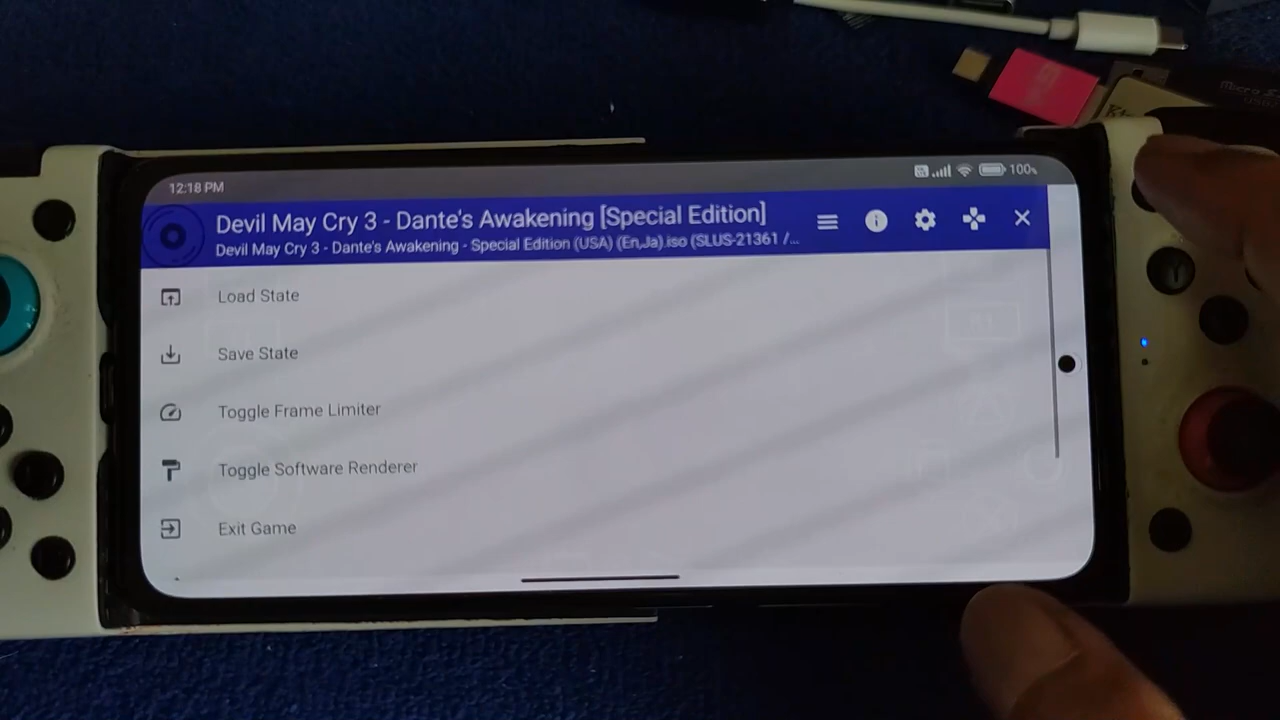 Micro S
12:18 PM
100%
Devil May Cry 3 - Dante's Awakening [Special Edition]
Devil May Cry 3 - Dante's Awakening - Special Edition (USA) (En,Ja).iso (SLUS-21361 /...
Load State
Save State
Toggle Frame Limiter
Toggle Software Renderer
Exit Game
Y